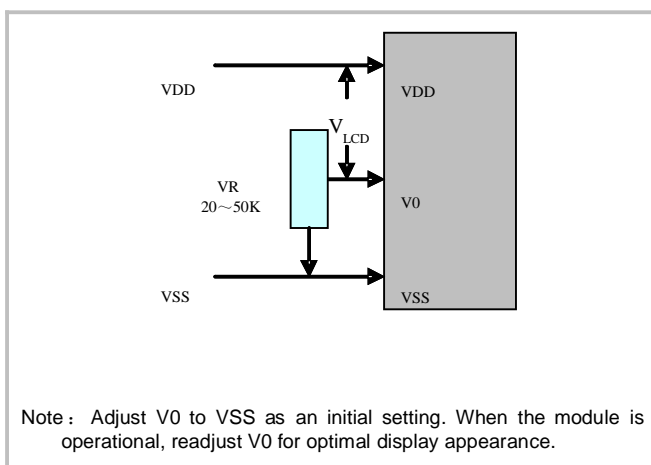 VDD
VDD
VLCD
VR
20～50K
V0
VSS
VSS
Note： Adjust V0 to VSS as an initial setting. When the module is
operational, readjust V0 for optimal display appearance.